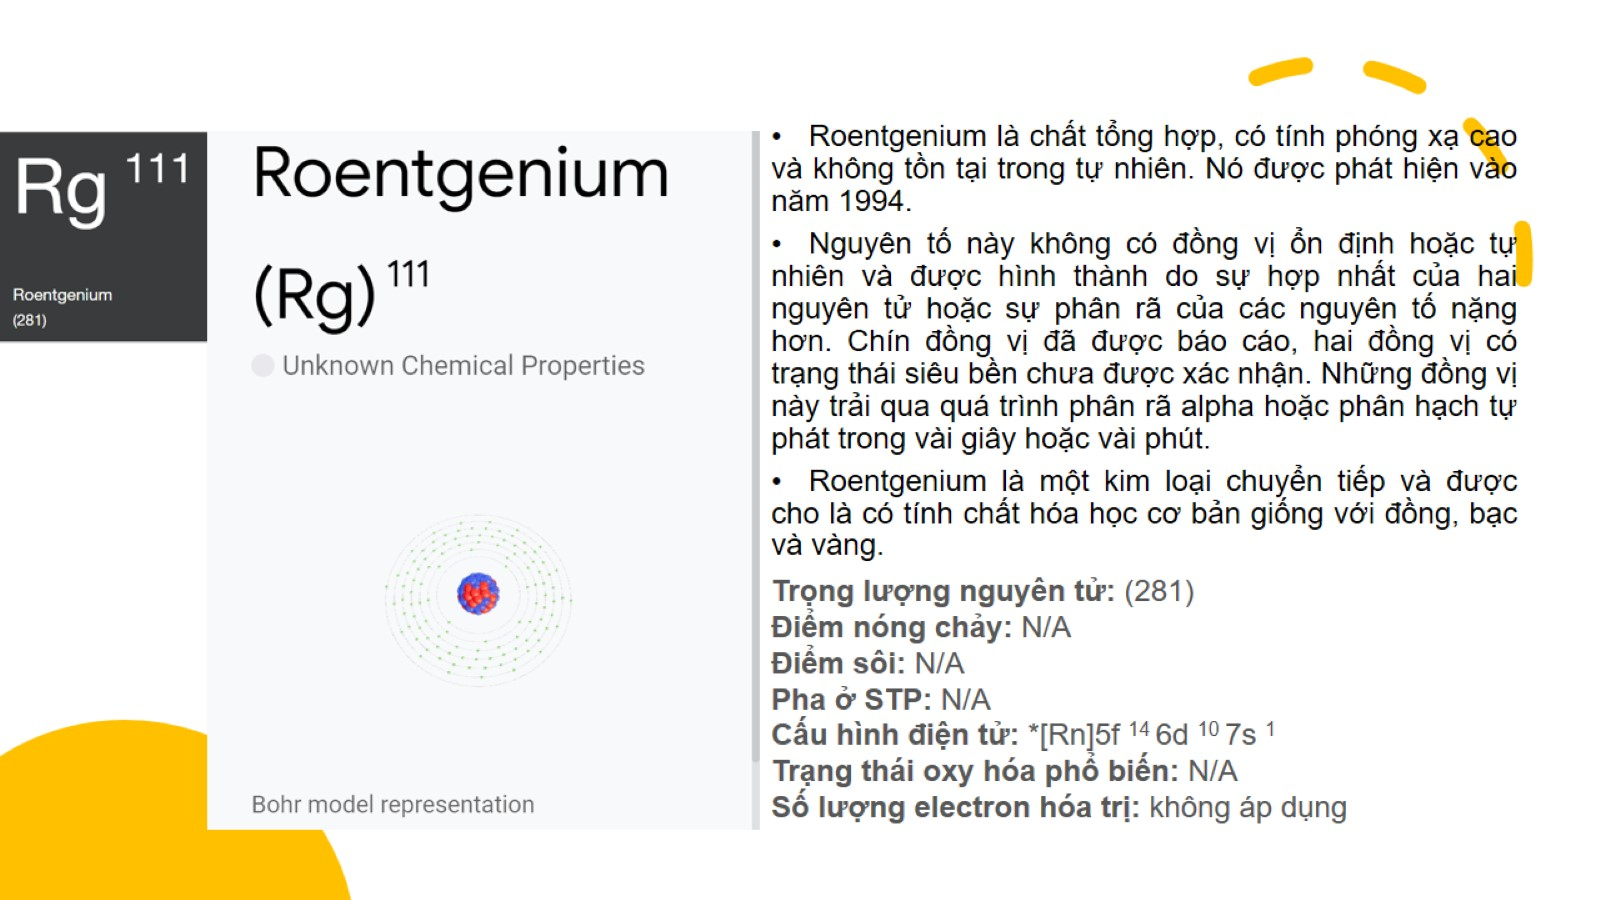 Rg 111
Roentgenium
(281)
Roentgenium
(Rg) 111
Unknown Chemical Properties
Bohr model representation
• Roentgenium là chất tổng hợp, có tính phóng xạ cao
và không tồn tại trong tự nhiên. Nó được phát hiện vào
năm 1994.
• Nguyên tố này không có đồng vị ổn định hoặc tự
nhiên và được hình thành do sự hợp nhất của hai
nguyên tử hoặc sự phân rã của các nguyên tố nặng
hơn. Chín đồng vị đã được báo cáo, hai đồng vị có
trạng thái siêu bền chưa được xác nhận. Những đồng vị
này trải qua quá trình phân rã alpha hoặc phân hạch tự
phát trong vài giây hoặc vài phút.
• Roentgenium là một kim loại chuyển tiếp và được
cho là có tính chất hóa học cơ bản giống với đồng, bạc
và vàng.
Trọng lượng nguyên tử: (281)
Điểm nóng chảy: N/A
Điểm sôi: N/A
Pha ở STP: N/A
Cấu hình điện tử: *[Rn]5f 14 6d 10 7s 1
Trạng thái oxy hóa phổ biến: N/A
Số lượng electron hóa trị: không áp dụng